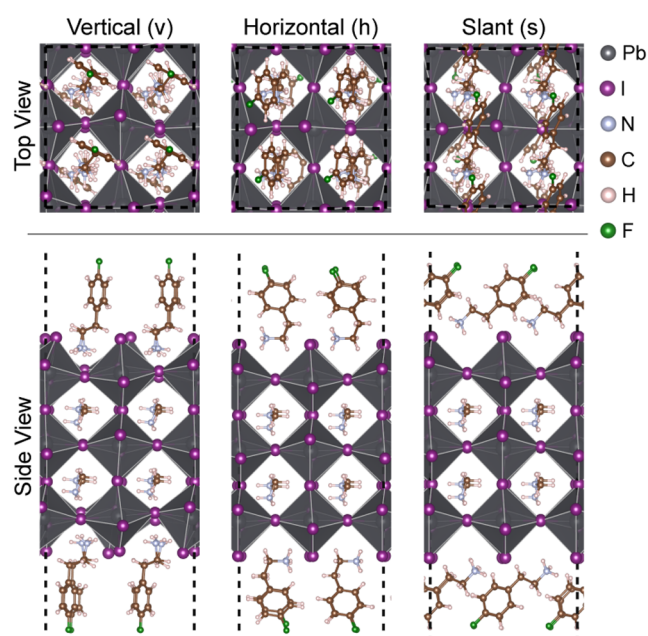 Vertical (v)
Horizontal (h)
Slant (s)
Top View
Pb
I
N
C
H
F
Side View